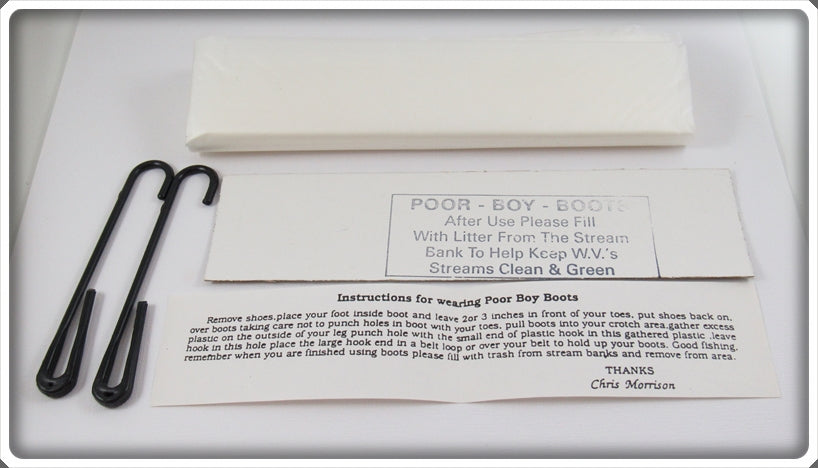 POOR - BOY - BOOTS
After Use Please Fill
With Litter From The Stream
Bank To Help Keep W.V.'s
Streams Clean & Green
Instructions for wearing Poor Boy Boots
Remove shoes,place your foot inside boot and leave 2or 3 inches in front of your toes, put shoes back on,
over boots taking care not to punch holes in boot with your toes, pull boots into your crotch area,gather excess
plastic on the outside of your leg punch hole with the small end of plastic hook in this gathered plastic ,leave
hook in this hole place the large hook end in a belt loop or over your belt to hold up your boots. Good fishing,
remember when you are finished using boots please fill with trash from stream banks and remove from area.
THANKS
Chris Morrison